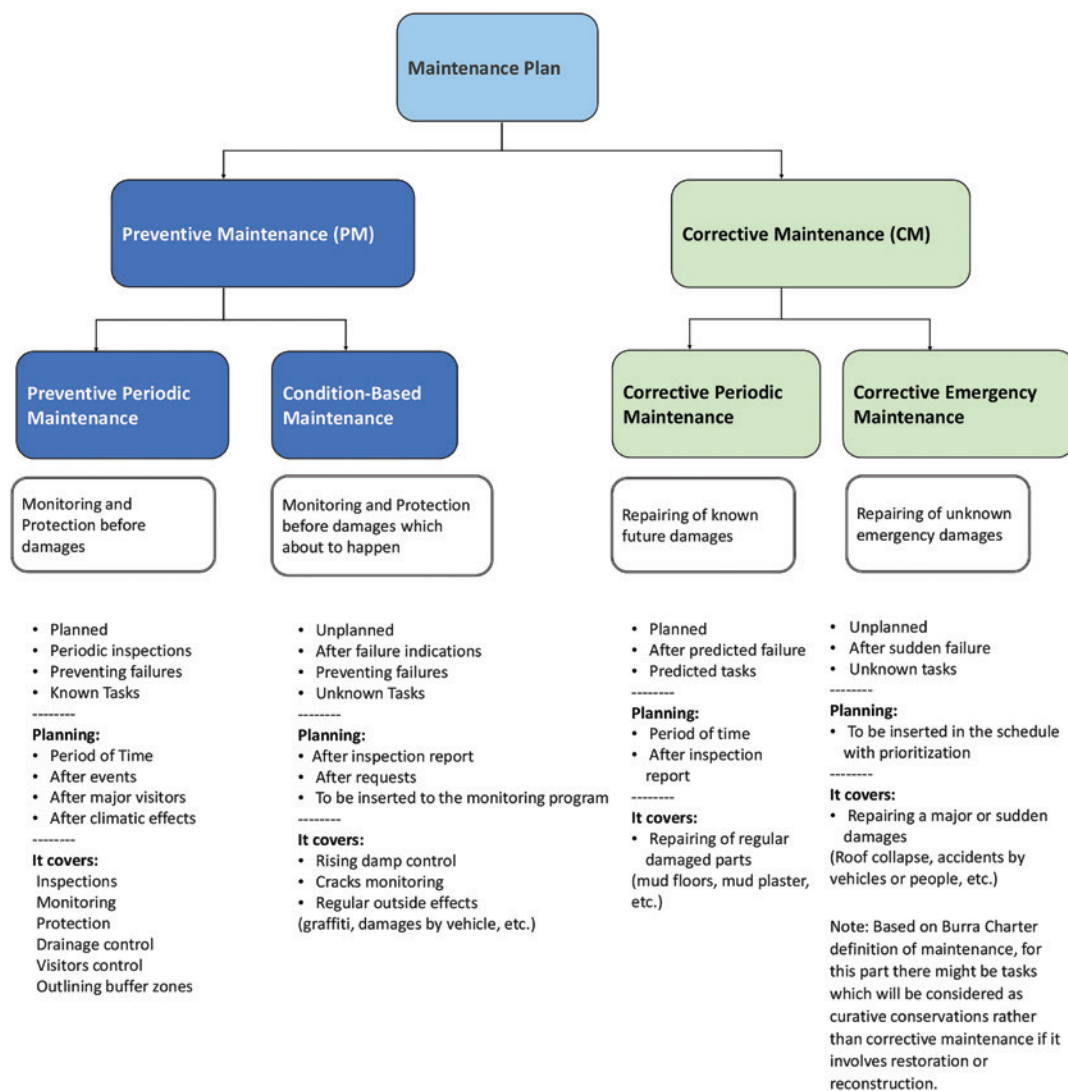 Maintenance Plan
Preventive Maintenance (PM)
Corrective Maintenance (CM)
Preventive Periodic
Maintenance
Condition-Based
Maintenance
Corrective Periodic
Maintenance
Corrective Emergency
Maintenance
Monitoring and
Protection before
damages
Monitoring and Protection
before damages which
about to happen
Repairing of known
future damages
Repairing of unknown
emergency damages
• Planned
• Periodic inspections
• Preventing failures
• Known Tasks
--------
Planning:
• Period of Time
• After events
• After major visitors
• After climatic effects
--------
It covers:
Inspections
Monitoring
Protection
Drainage control
Visitors control
Outlining buffer zones
• Unplanned
• After failure indications
• Preventing failures
• Unknown Tasks
--------
Planning:
• After inspection report
• After requests
• To be inserted to the monitoring program
--------
It covers:
• Rising damp control
• Cracks monitoring
• Regular outside effects
(graffiti, damages by vehicle, etc.)
• Planned
• After predicted failure
• Predicted tasks
--------
Planning:
• Period of time
• After inspection
report
--------
It covers:
• Repairing of regular
damaged parts
(mud floors, mud plaster,
etc.)
• Unplanned
• After sudden failure
• Unknown tasks
--------
Planning:
• To be inserted in the schedule
with prioritization
--------
It covers:
• Repairing a major or sudden
damages
(Roof collapse, accidents by
vehicles or people, etc.)
Note: Based on Burra Charter
definition of maintenance, for
this part there might be tasks
which will be considered as
curative conservations rather
than corrective maintenance if it
involves restoration or
reconstruction.